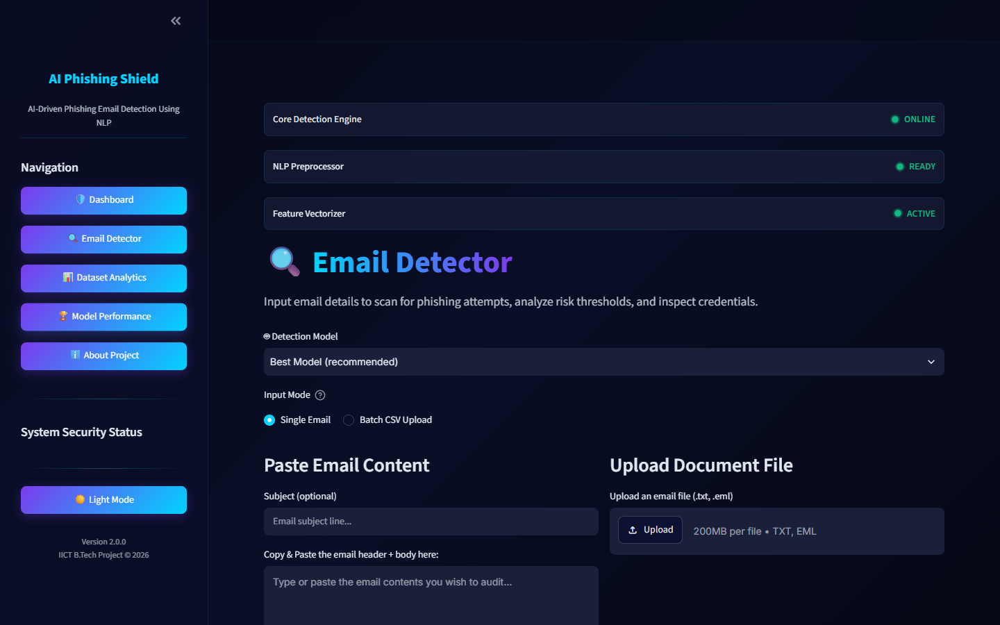 AI Phishing Shield
AI-Driven Phishing Email Detection Using
NLP
Navigation
Dashboard
Email Detector
Dataset Analytics
Model Performance
About Project
System Security Status
Light Mode
Version 2.0.0
IICT B.Tech Project © 2026
Core Detection Engine
ONLINE
NLP Preprocessor
READY
Feature Vectorizer
ACTIVE
Email Detector
Input email details to scan for phishing attempts, analyze risk thresholds, and inspect credentials.
Detection Model
Best Model (recommended)
Input Mode
Single Email
Batch CSV Upload
Paste Email Content
Subject (optional)
Email subject line...
Copy & Paste the email header + body here:
Type or paste the email contents you wish to audit...
Upload Document File
Upload an email file (.txt, .eml)
Upload
200MB per file • TXT, EML